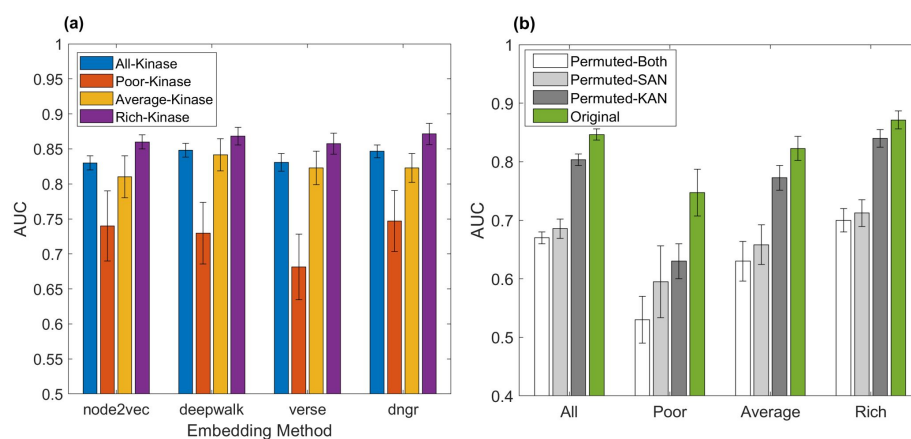 (a)
AUC
1
0.95
0.9
0.85
0.8
0.75
0.7
0.65
0.6
0.55
0.5
All-Kinase
Poor-Kinase
Average-Kinase
Rich-Kinase
node2vec deepwalk verse dngr
Embedding Method
(b)
AUC
1
0.9
0.8
0.7
0.6
0.5
0.4
Permuted-Both
Permuted-SAN
Permuted-KAN
Original
All Poor Average Rich